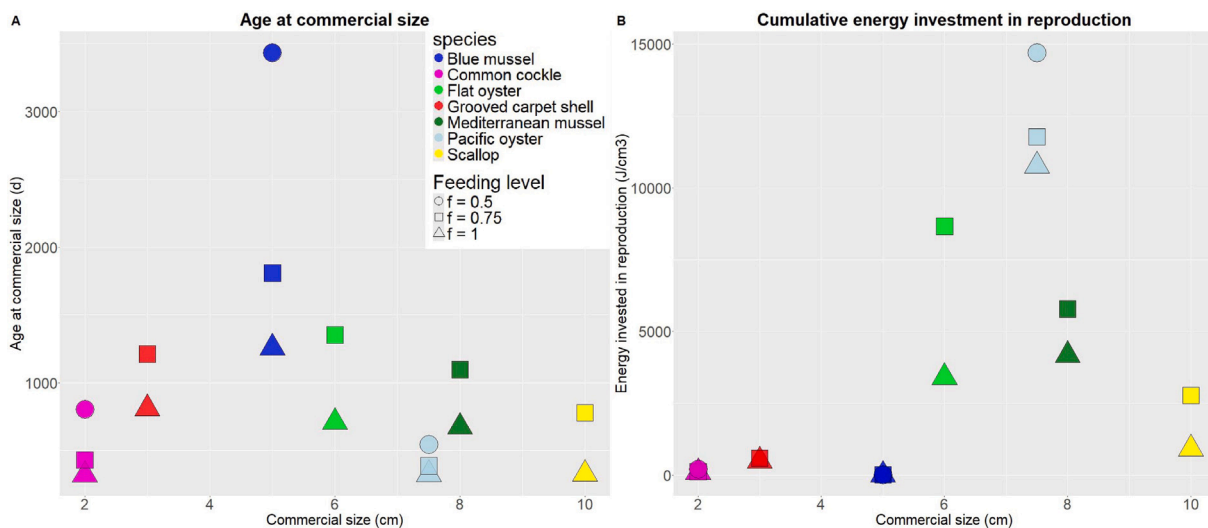 A
Age at commercial size
Age at commercial size (d)
3000
2000
1000
2
4
6
8
10
Commercial size (cm)
species
Blue mussel
Common cockle
Flat oyster
Grooved carpet shell
Mediterranean mussel
Pacific oyster
Scallop
Feeding level
f = 0.5
f = 0.75
f = 1
B
Cumulative energy investment in reproduction
Energy invested in reproduction (J/cm3)
15000
10000
5000
0
2
4
6
8
10
Commercial size (cm)